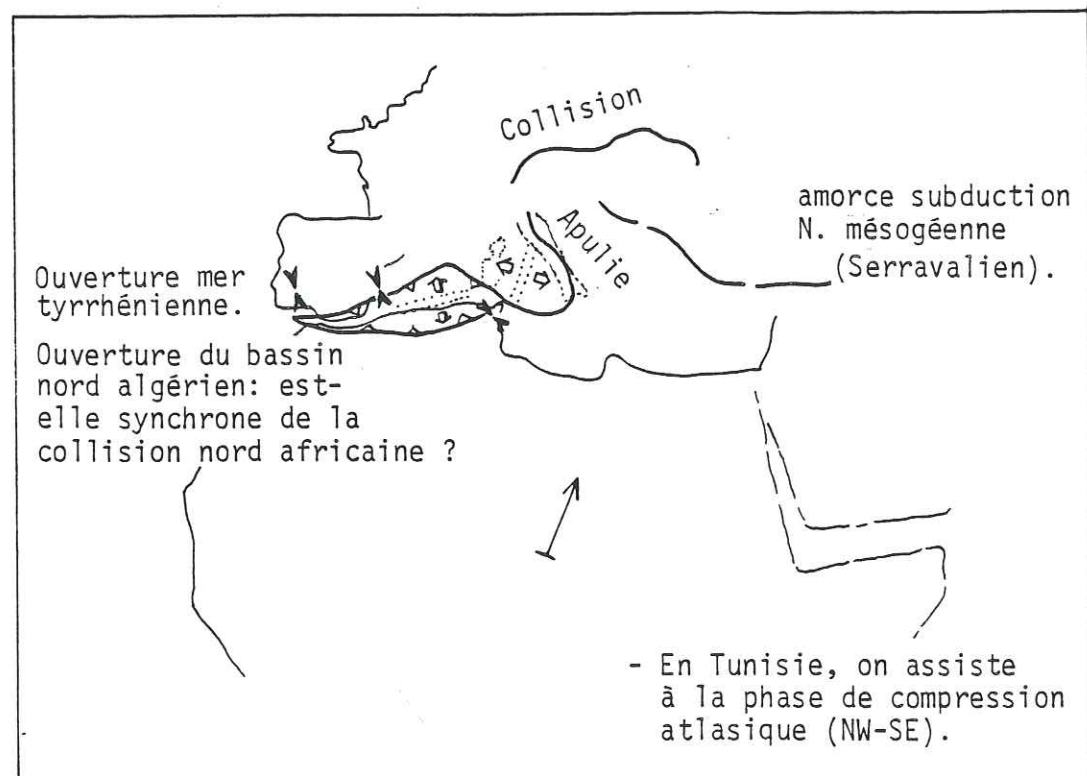 Collision
Apulie
amorce subduction
N. mésogéenne
(Serravalien).
Ouverture mer
tyrrhénienne.
Ouverture du bassin
nord algérien: est-
elle synchrone de la
collision nord africaine ?
- En Tunisie, on assiste
à la phase de compression
atlasique (NW-SE).